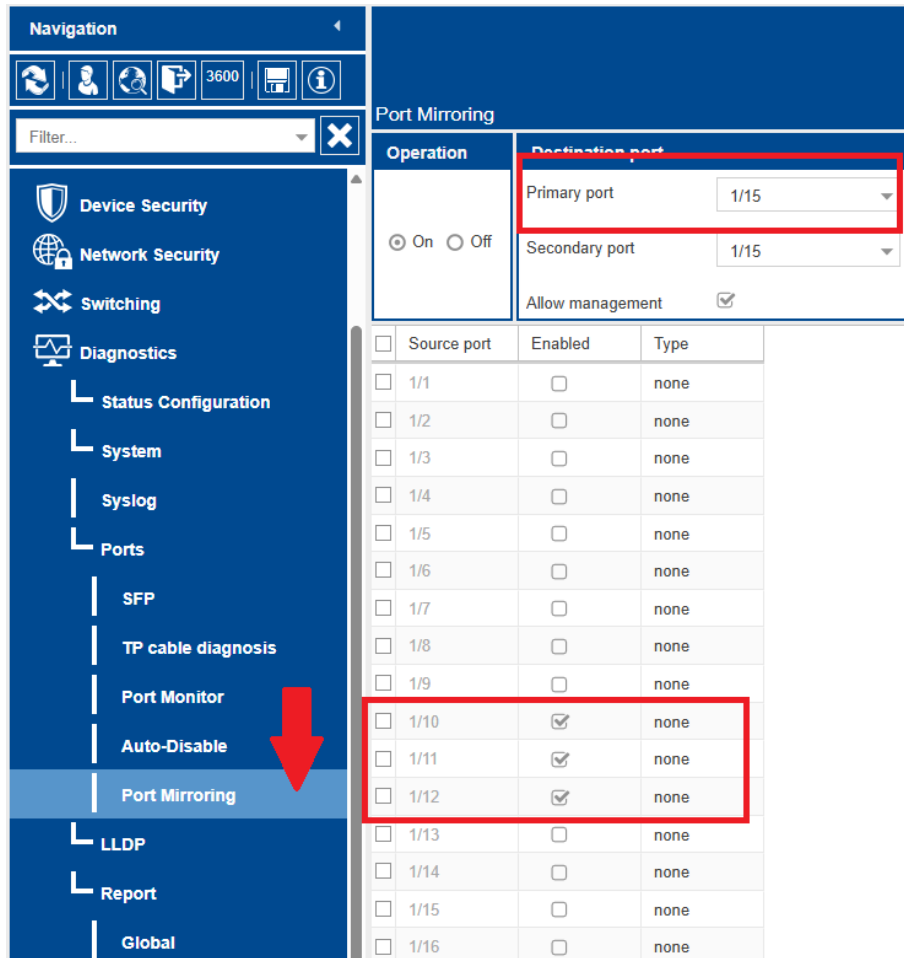 Navigation
3600
Filter...
Device Security
Network Security
Switching
Diagnostics
Status Configuration
System
Syslog
Ports
SFP
TP cable diagnosis
Port Monitor
Auto-Disable
Port Mirroring
LLDP
Report
Global
Port Mirroring
Operation
On Off
Destination port
Primary port 1/15
Secondary port 1/15
Allow management
Source port Enabled Type
1/1 none
1/2 none
1/3 none
1/4 none
1/5 none
1/6 none
1/7 none
1/8 none
1/9 none
1/10 none
1/11 none
1/12 none
1/13 none
1/14 none
1/15 none
1/16 none